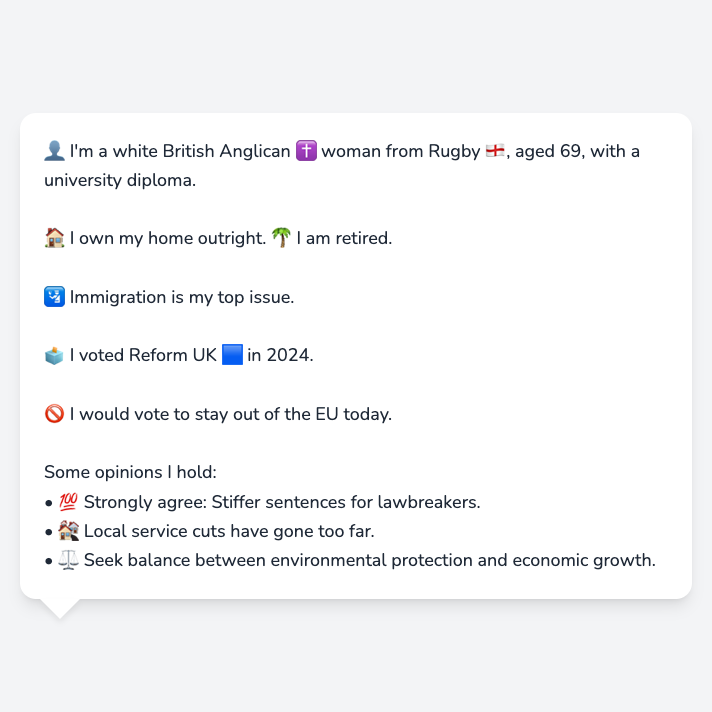 👤 I'm a white British Anglican ✝️ woman from Rugby 🏴󠁧󠁢󠁥󠁮󠁧󠁿, aged 69, with a
university diploma.
🏠 I own my home outright. 🌴 I am retired.
🛂 Immigration is my top issue.
🗳️ I voted Reform UK 🟦 in 2024.
🚫 I would vote to stay out of the EU today.
Some opinions I hold:
• 💯 Strongly agree: Stiffer sentences for lawbreakers.
• 🏚️ Local service cuts have gone too far.
• ⚖️ Seek balance between environmental protection and economic growth.